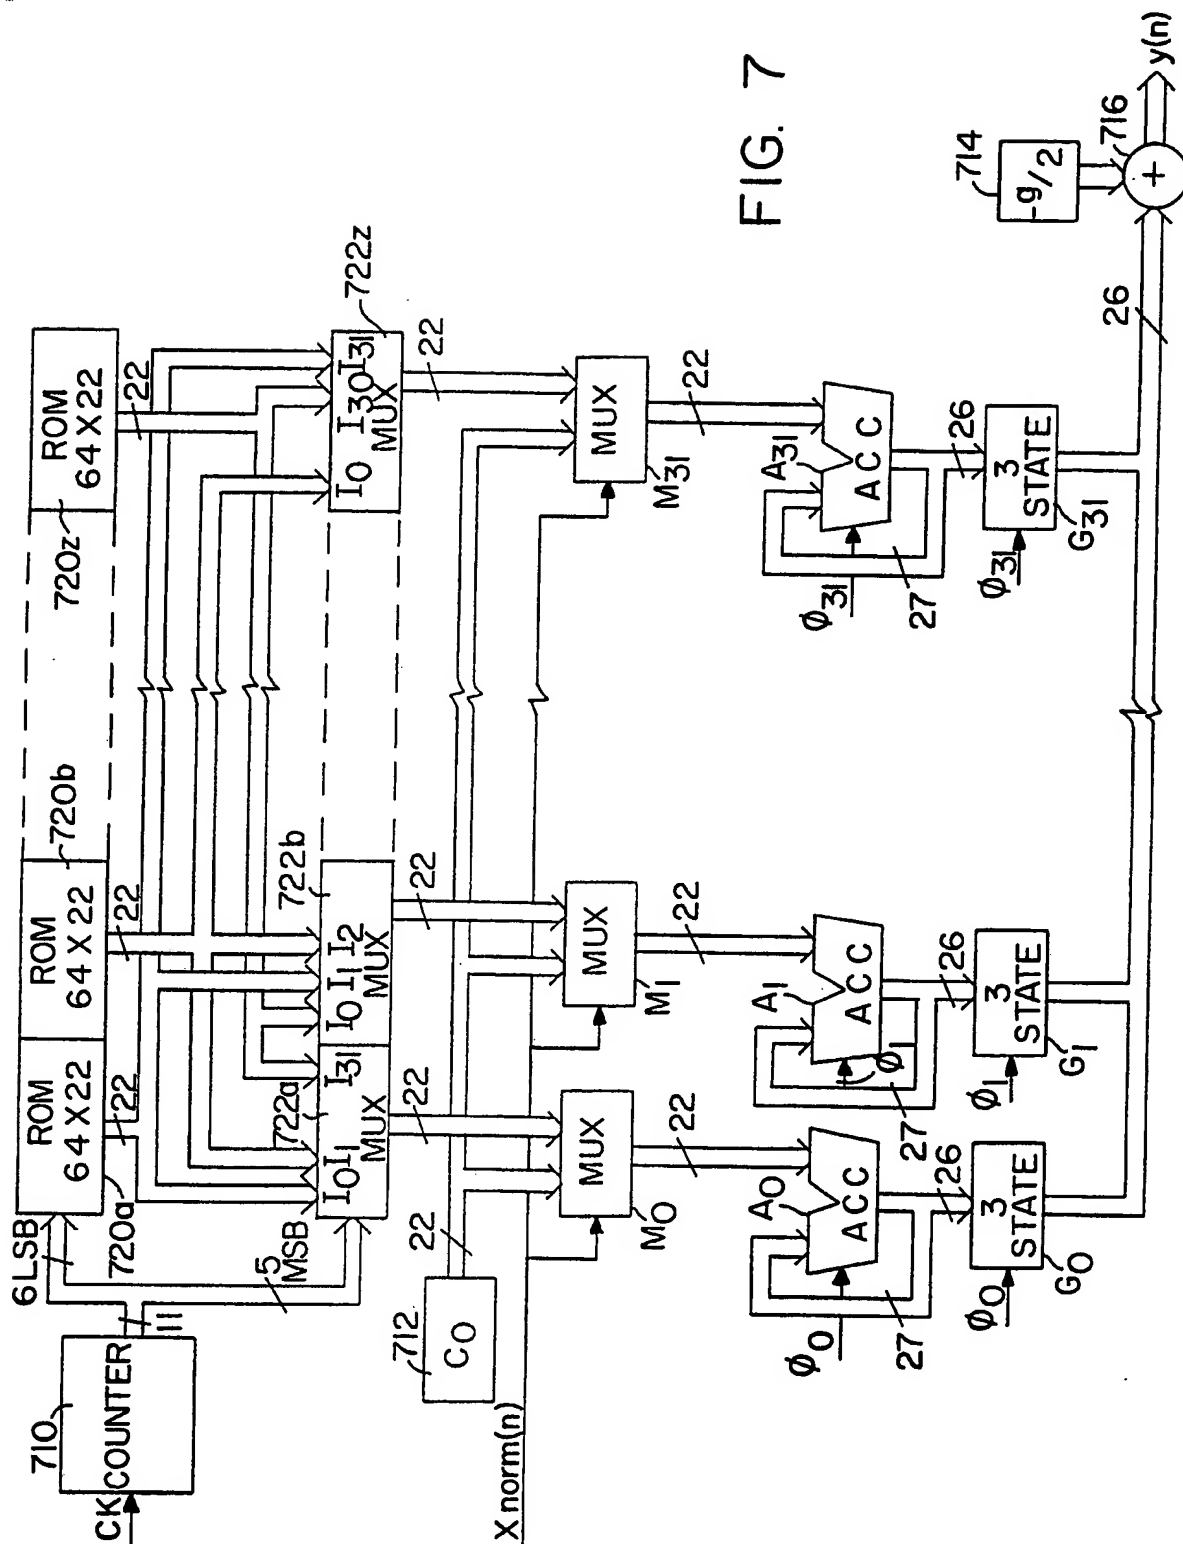 FIG. 7
CK
COUNTER
710
11
6LSB
5
MSB
ROM
64 X 22
720a
22
ROM
64 X 22
720b
22
ROM
64 X 22
720z
22
I0 I1 I31
MUX
722a
22
I0 I1 I2
MUX
722b
22
I0 I30 I31
MUX
722z
22
712
C0
22
X norm(n)
MUX
M0
22
MUX
M1
22
MUX
M31
22
A0
ACC
Ø0
27
26
A1
ACC
Ø1
27
26
A31
ACC
Ø31
27
26
3
STATE
G0
Ø0
3
STATE
G1
Ø1
3
STATE
G31
Ø31
26
714
-g/2
716
+
y(n)